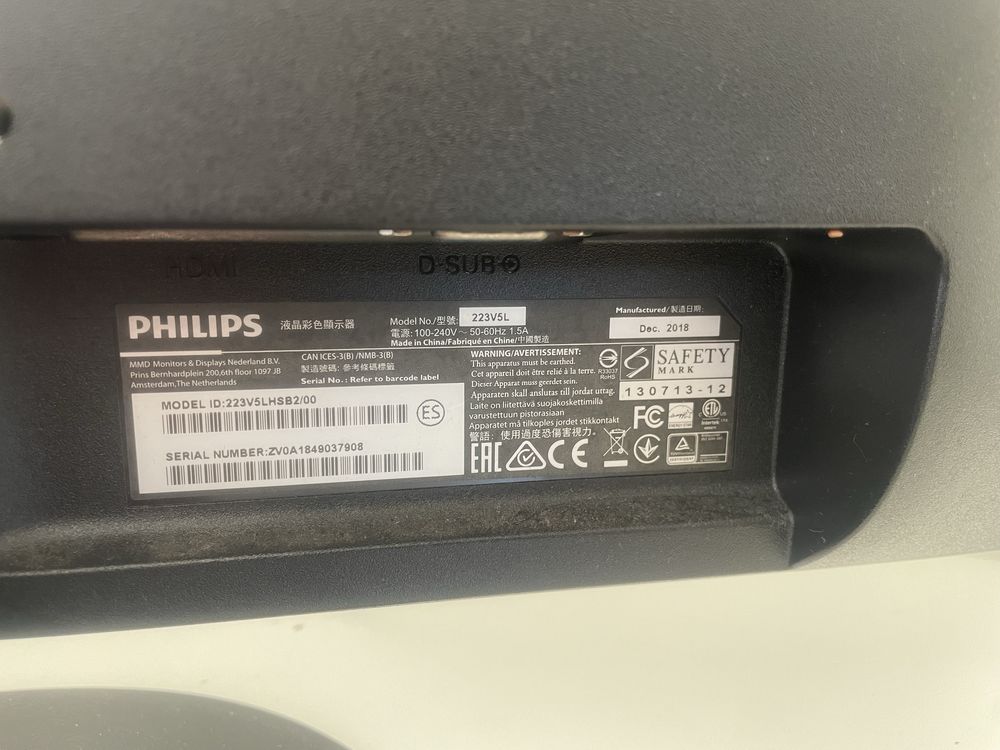 HDMI
D-SUB
PHILIPS
液晶彩色顯示器
Model No./型號: 223V5L
電源:100-240V~ 50-60Hz 1.5A
Made in China/Fabriqué en Chine/中國製造
Manufactured/製造日期:
Dec. 2018
MMD Monitors & Displays Nederland B.V.
Prins Bernhardplein 200,6th floor 1097 JB
Amsterdam,The Netherlands
CAN ICES-3(B) /NMB-3(B)
製造號碼: 參考條碼標籤
Serial No.: Refer to barcode label
MODEL ID:223V5LHSB2/00
ES
SERIAL NUMBER:ZV0A1849037908
WARNING/AVERTISSEMENT:
This apparatus must be earthed.
Cet appareil doit être relié à la terre.
Dieser Apparat muss geerdet sein.
Apparaten skall anslutas till jordat uttag.
Laite on liitettävä suojakoskettimilla
varustettuun pistorasiaan
Apparatet må tilkoples jordet stikkontakt
警語: 使用過度恐傷害視力.
R33037
RoHS
SAFETY
MARK
130713-12
FC
ENERGY STAR
ETL
Intertek
EAC
CE